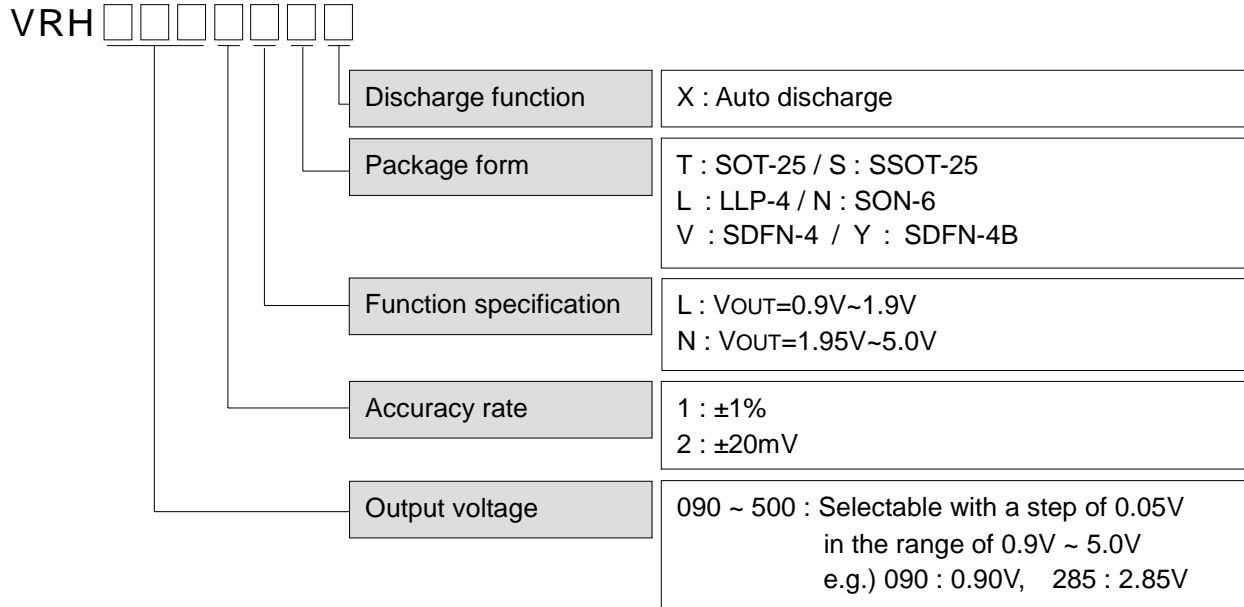 VRH
Discharge function
X : Auto discharge
Package form
T : SOT-25 / S : SSOT-25
L : LLP-4 / N : SON-6
V : SDFN-4 / Y : SDFN-4B
Function specification
L : VOUT=0.9V~1.9V
N : VOUT=1.95V~5.0V
Accuracy rate
1 : ±1%
2 : ±20mV
Output voltage
090 ~ 500 : Selectable with a step of 0.05V
in the range of 0.9V ~ 5.0V
e.g.) 090 : 0.90V, 285 : 2.85V